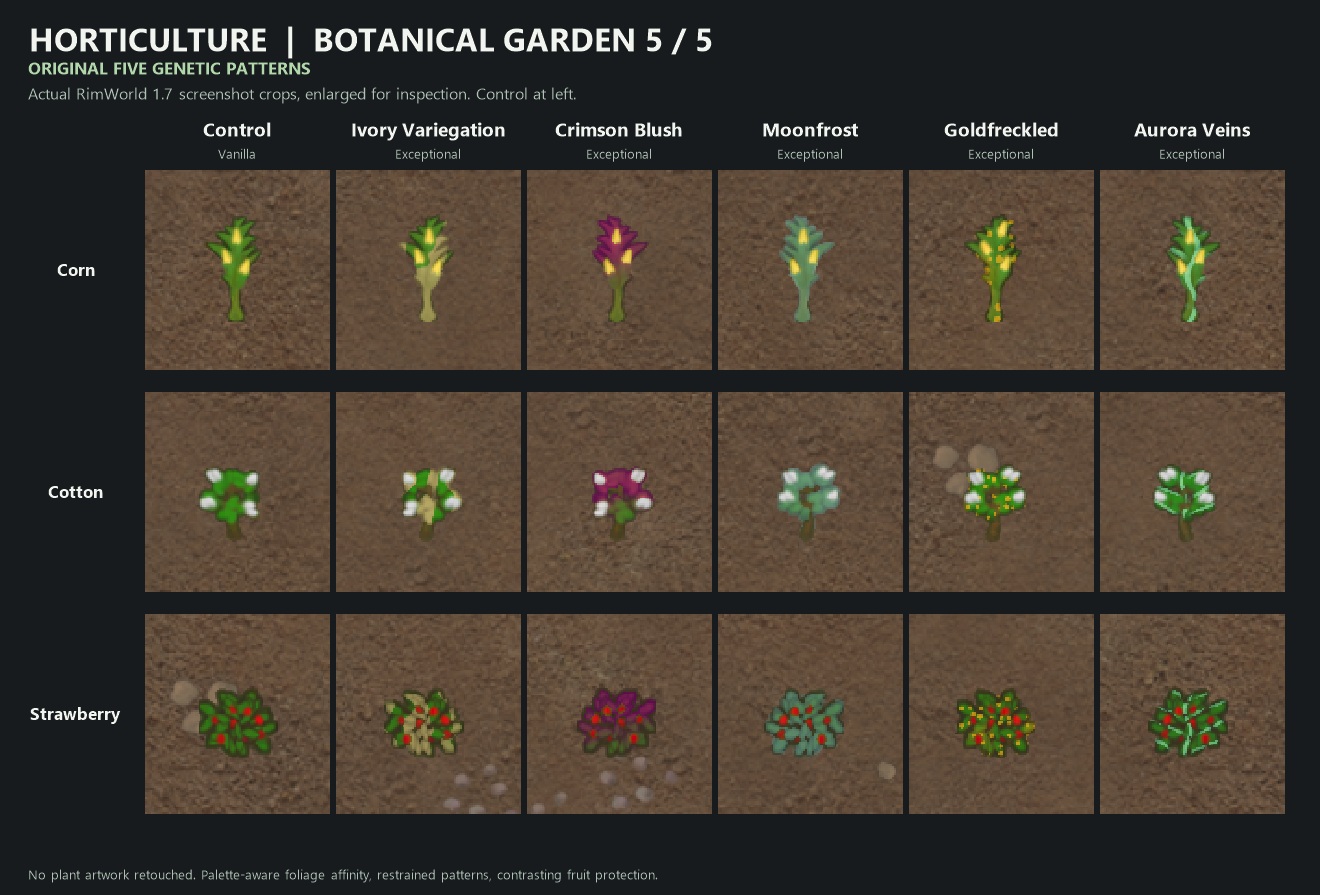 HORTICULTURE | BOTANICAL GARDEN 5 / 5
ORIGINAL FIVE GENETIC PATTERNS
Actual RimWorld 1.7 screenshot crops, enlarged for inspection. Control at left.
Control Ivory Variegation Crimson Blush Moonfrost Goldfreckled Aurora Veins
Vanilla Exceptional Exceptional Exceptional Exceptional Exceptional
Corn
Cotton
Strawberry
No plant artwork retouched. Palette-aware foliage affinity, restrained patterns, contrasting fruit protection.